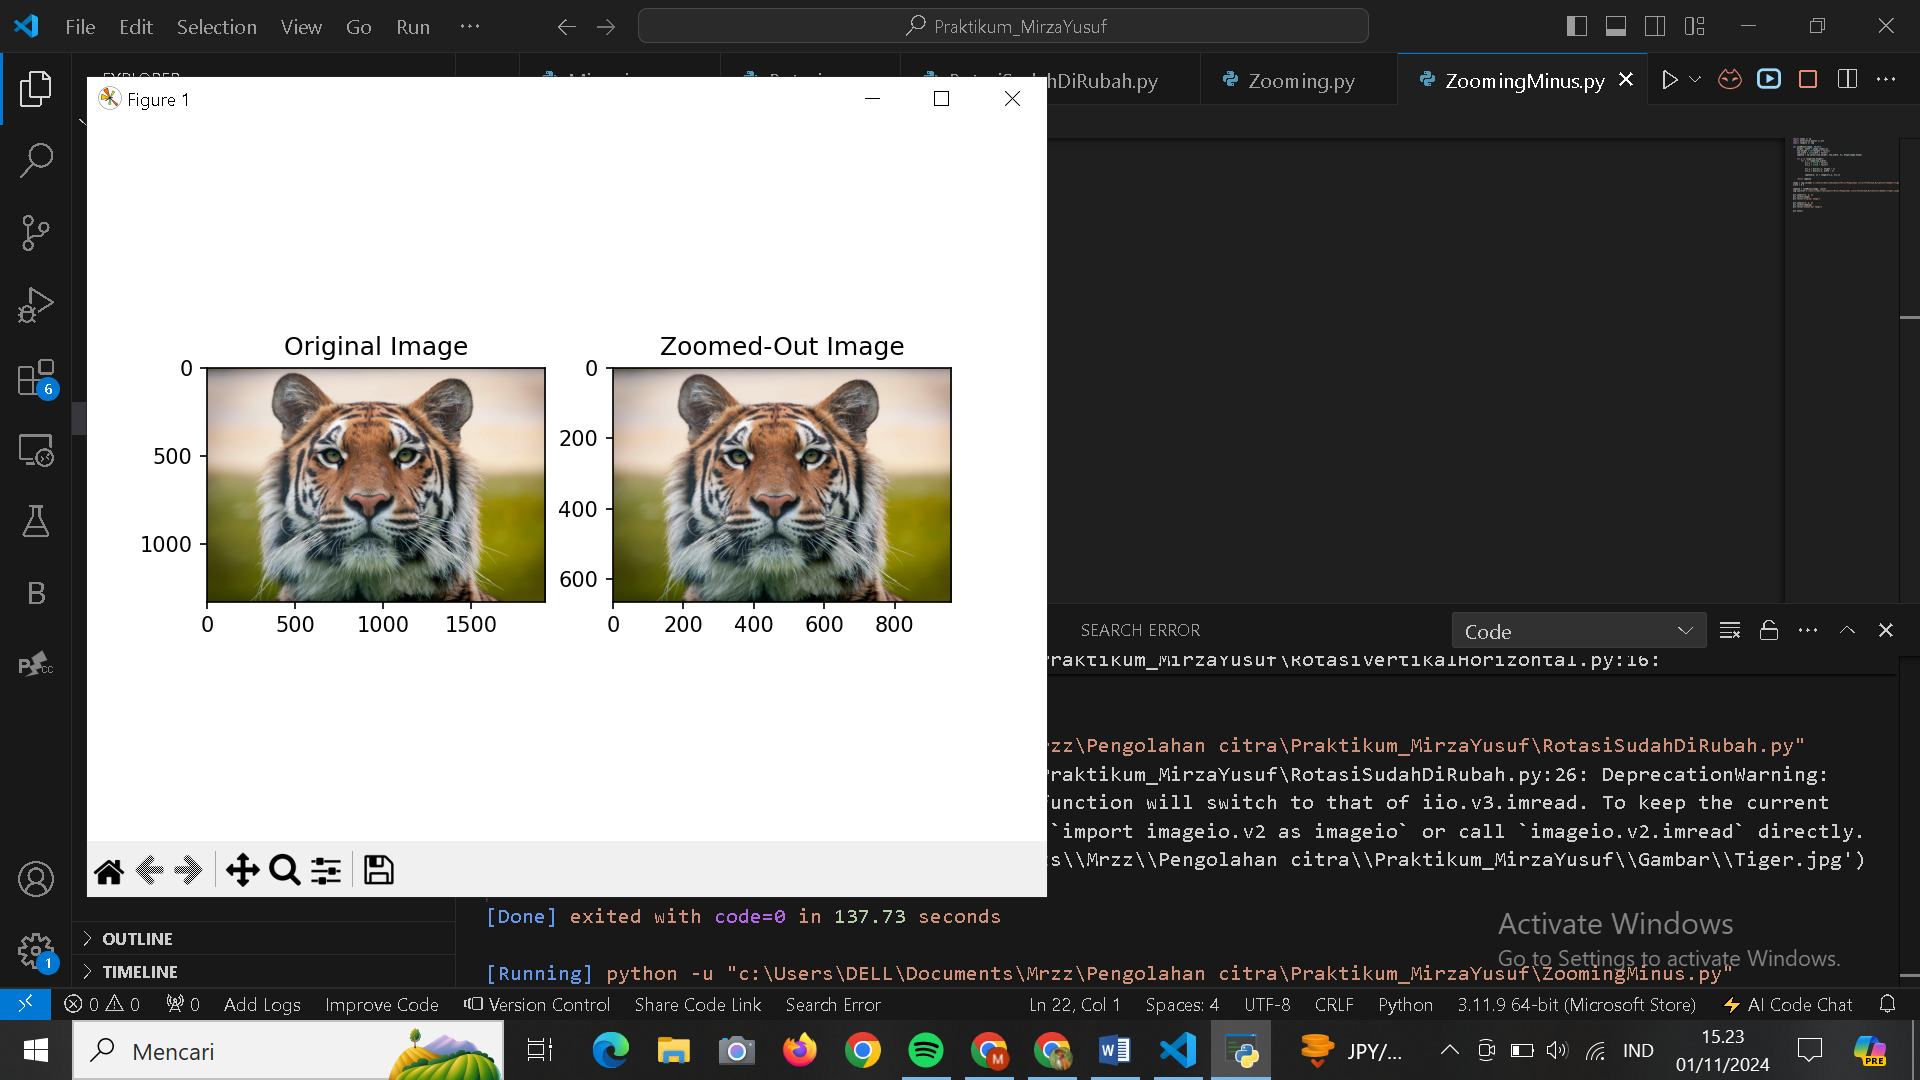 File Edit Selection View Go Run ··· Praktikum_MirzaYusuf
Figure 1
DiRubah.py Zooming.py ZoomingMinus.py
Original Image Zoomed-Out Image
0 500 1000
0 500 1000 1500
0 200 400 600
0 200 400 600 800
SEARCH ERROR Code
raktikum_MirzaYusuf\RotasiVertikalHorizontal.py:16:
rzz\Pengolahan citra\Praktikum_MirzaYusuf\RotasiSudahDiRubah.py"
raktikum_MirzaYusuf\RotasiSudahDiRubah.py:26: DeprecationWarning:
unction will switch to that of iio.v3.imread. To keep the current
`import imageio.v2 as imageio` or call `imageio.v2.imread` directly.
ts\\Mrzz\\Pengolahan citra\\Praktikum_MirzaYusuf\\Gambar\\Tiger.jpg')
[Done] exited with code=0 in 137.73 seconds
[Running] python -u "c:\Users\DELL\Documents\Mrzz\Pengolahan citra\Praktikum_MirzaYusuf\ZoomingMinus.py"
Activate Windows
Go to Settings to activate Windows.
6
B
PCC
1
OUTLINE
TIMELINE
0 0 0 Add Logs Improve Code Version Control Share Code Link Search Error Ln 22, Col 1 Spaces: 4 UTF-8 CRLF Python 3.11.9 64-bit (Microsoft Store) AI Code Chat
Mencari JPY/... IND
15.23
01/11/2024
PRE